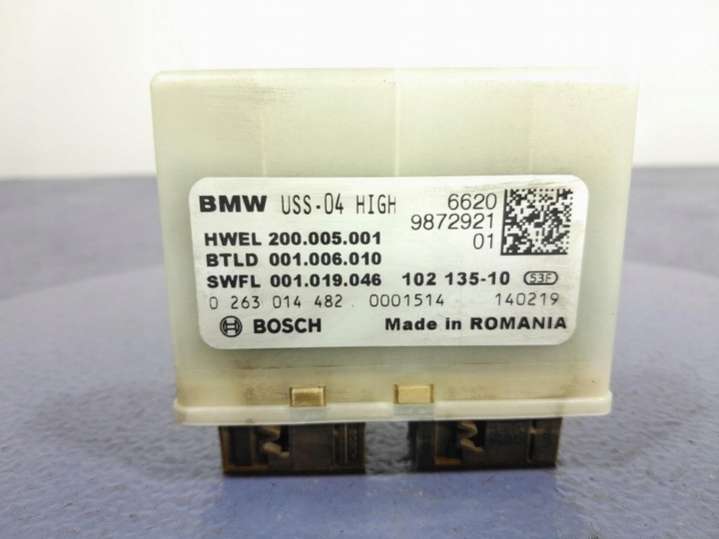 BMW USS-04 HIGH 6620
9872921
HWEL 200.005.001 01
BTLD 001.006.010
SWFL 001.019.046 102 135-10 S3F
0 263 014 482 0001514 140219
BOSCH Made in ROMANIA